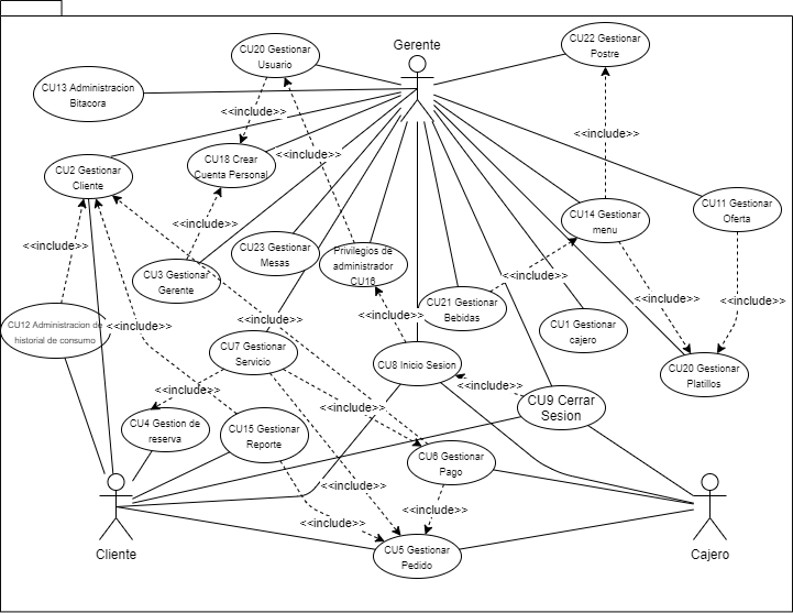 Gerente
CU20 Gestionar
Usuario
CU22 Gestionar
Postre
CU13 Administracion
Bitacora
<<include>>
<<include>>
<<include>>
CU2 Gestionar
Cliente
CU18 Crear
Cuenta Personal
CU11 Gestionar
Oferta
CU14 Gestionar
menu
<<include>>
<<include>>
CU23 Gestionar
Mesas
Privilegios de
administrador
CU16
CU3 Gestionar
Gerente
<<include>>
<<include>>
<<include>>
CU21 Gestionar
Bebidas
CU1 Gestionar
cajero
CU12 Administracion de
historial de consumo
<<include>>
<<include>>
<<include>>
CU7 Gestionar
Servicio
CU8 Inicio Sesion
CU20 Gestionar
Platillos
<<include>>
<<include>>
<<include>>
CU9 Cerrar
Sesion
CU4 Gestion de
reserva
CU15 Gestionar
Reporte
CU6 Gestionar
Pago
<<include>>
<<include>>
<<include>>
Cliente
CU5 Gestionar
Pedido
Cajero